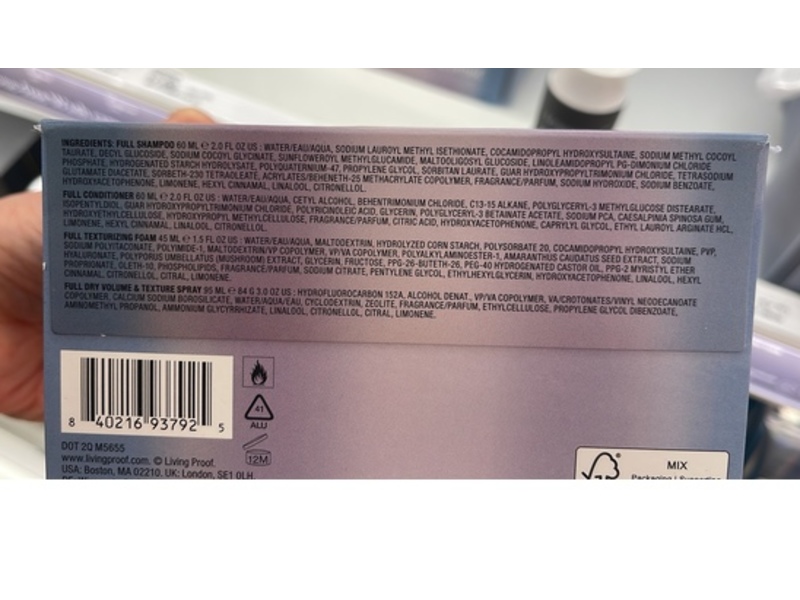 INGREDIENTS: FULL SHAMPOO 60 ML ℮ 2.0 FL OZ US : WATER/EAU/AQUA, SODIUM LAUROYL METHYL ISETHIONATE, COCAMIDOPROPYL HYDROXYSULTAINE, SODIUM METHYL COCOYL
TAURATE, DECYL GLUCOSIDE, SODIUM COCOYL GLYCINATE, SUNFLOWEROYL METHYLGLUCAMIDE, MALTOOLIGOSYL GLUCOSIDE, LINOLEAMIDOPROPYL PG-DIMONIUM CHLORIDE
PHOSPHATE, HYDROGENATED STARCH HYDROLYSATE, POLYQUATERNIUM-47, PROPYLENE GLYCOL, SORBITAN LAURATE, GUAR HYDROXYPROPYLTRIMONIUM CHLORIDE, TETRASODIUM
GLUTAMATE DIACETATE, SORBETH-230 TETRAOLEATE, ACRYLATES/BEHENETH-25 METHACRYLATE COPOLYMER, FRAGRANCE/PARFUM, SODIUM HYDROXIDE, SODIUM BENZOATE,
HYDROXYACETOPHENONE, LIMONENE, HEXYL CINNAMAL, LINALOOL, CITRONELLOL.
FULL CONDITIONER 60 ML ℮ 2.0 FL OZ US : WATER/EAU/AQUA, CETYL ALCOHOL, BEHENTRIMONIUM CHLORIDE, C13-15 ALKANE, POLYGLYCERYL-3 METHYLGLUCOSE DISTEARATE,
ISOPENTYLDIOL, GUAR HYDROXYPROPYLTRIMONIUM CHLORIDE, POLYRICINOLEIC ACID, GLYCERIN, POLYGLYCERYL-3 BETAINATE ACETATE, SODIUM PCA, CAESALPINIA SPINOSA GUM,
HYDROXYETHYLCELLULOSE, HYDROXYPROPYL METHYLCELLULOSE, FRAGRANCE/PARFUM, CITRIC ACID, HYDROXYACETOPHENONE, CAPRYLYL GLYCOL, ETHYL LAUROYL ARGINATE HCL,
LIMONENE, HEXYL CINNAMAL, LINALOOL, CITRONELLOL.
FULL TEXTURIZING FOAM 45 ML ℮ 1.5 FL OZ US : WATER/EAU/AQUA, MALTODEXTRIN, HYDROLYZED CORN STARCH, POLYSORBATE 20, COCAMIDOPROPYL HYDROXYSULTAINE, PVP,
SODIUM POLYITACONATE, POLYIMIDE-1, MALTODEXTRIN/VP COPOLYMER, VP/VA COPOLYMER, POLYALKYLAMINDESTER-1, AMARANTHUS CAUDATUS SEED EXTRACT, SODIUM
HYALURONATE, POLYPORUS UMBELLATUS (MUSHROOM) EXTRACT, GLYCERIN, FRUCTOSE, PPG-26-BUTETH-26, PEG-40 HYDROGENATED CASTOR OIL, PPG-2 MYRISTYL ETHER
PROPRIONATE, OLETH-10, PHOSPHOLIPIDS, FRAGRANCE/PARFUM, SODIUM CITRATE, PENTYLENE GLYCOL, ETHYLHEXYLGLYCERIN, HYDROXYACETOPHENONE, LINALOOL, HEXYL
CINNAMAL, CITRONELLOL, CITRAL, LIMONENE.
FULL DRY VOLUME & TEXTURE SPRAY 95 ML ℮ 84 G 3.0 OZ US : HYDROFLUOROCARBON 152A, ALCOHOL DENAT., VP/VA COPOLYMER, VA/CROTONATES/VINYL NEODECANOATE
COPOLYMER, CALCIUM SODIUM BOROSILICATE, WATER/AQUA/EAU, CYCLODEXTRIN, ZEOLITE, FRAGRANCE/PARFUM, ETHYLCELLULOSE, PROPYLENE GLYCOL DIBENZOATE,
AMINOMETHYL PROPANOL, AMMONIUM GLYCYRRHIZATE, LINALOOL, CITRONELLOL, CITRAL, LIMONENE.
8 40216 93792 5
41
ALU
12M
DOT 2Q M5655
www.livingproof.com. © Living Proof.
USA: Boston, MA 02210. UK: London, SE1 0LH.
MIX
Packaging | Supporting